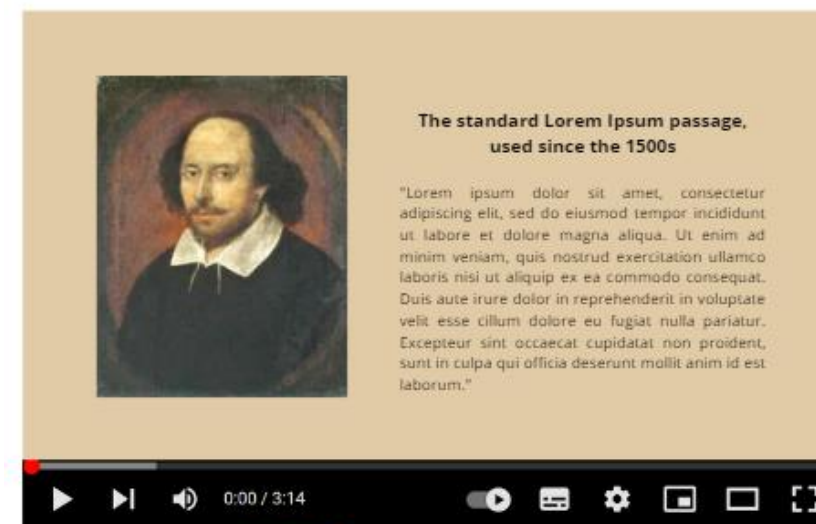 The standard Lorem Ipsum passage,
used since the 1500s
"Lorem ipsum dolor sit amet, consectetur
adipiscing elit, sed do eiusmod tempor incididunt
ut labore et dolore magna aliqua. Ut enim ad
minim veniam, quis nostrud exercitation ullamco
laboris nisi ut aliquip ex ea commodo consequat.
Duis aute irure dolor in reprehenderit in voluptate
velit esse cillum dolore eu fugiat nulla pariatur.
Excepteur sint occaecat cupidatat non proident,
sunt in culpa qui officia deserunt mollit anim id est
laborum."
0:00 / 3:14